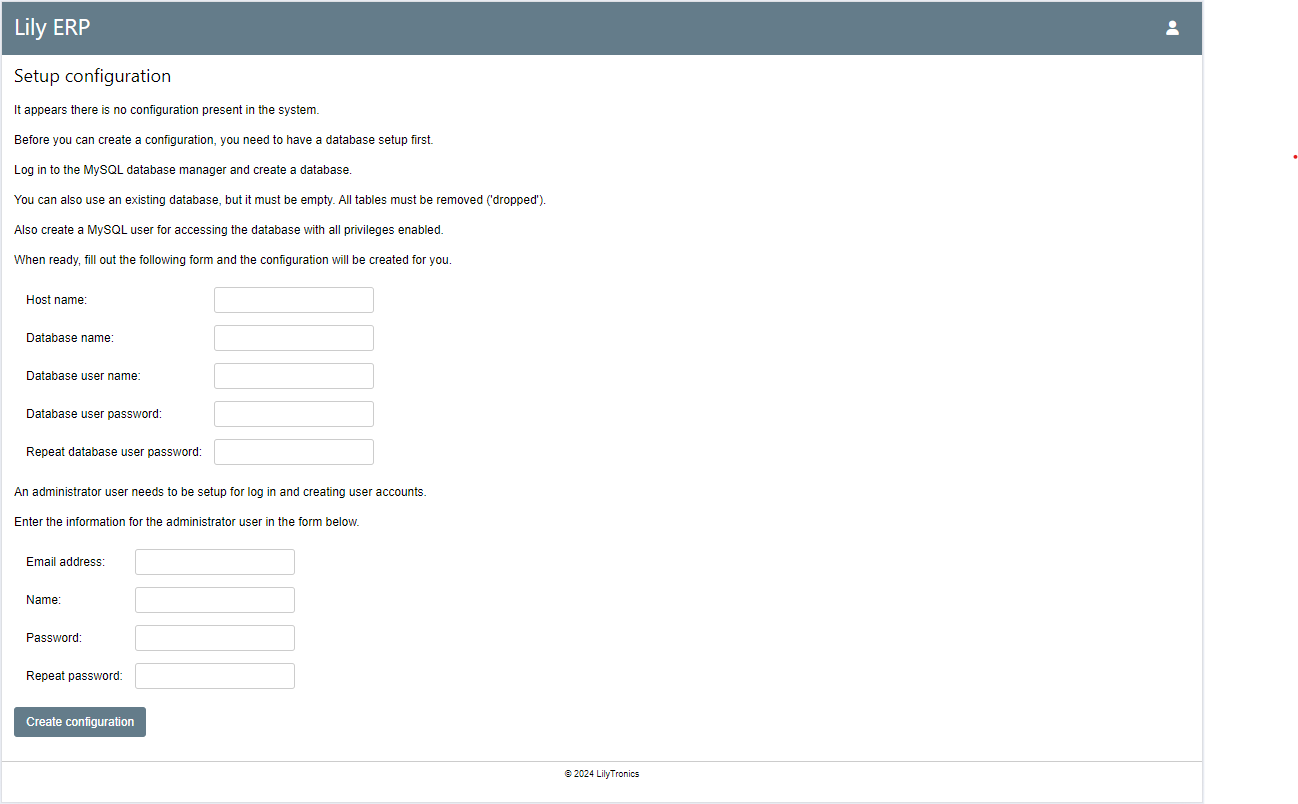 Lily ERP
Setup configuration
It appears there is no configuration present in the system.
Before you can create a configuration, you need to have a database setup first.
Log in to the MySQL database manager and create a database.
You can also use an existing database, but it must be empty. All tables must be removed ('dropped').
Also create a MySQL user for accessing the database with all privileges enabled.
When ready, fill out the following form and the configuration will be created for you.
Host name:
Database name:
Database user name:
Database user password:
Repeat database user password:
An administrator user needs to be setup for log in and creating user accounts.
Enter the information for the administrator user in the form below.
Email address:
Name:
Password:
Repeat password:
Create configuration
© 2024 LilyTronics